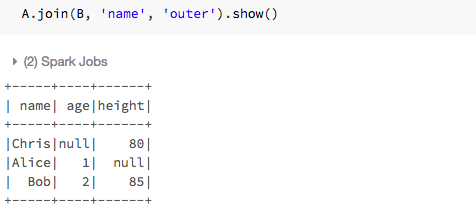 A.join(B, 'name', 'outer').show()
▸ (2) Spark Jobs
+-----+----+------+
| name| age|height|
+-----+----+------+
|Chris|null|    80|
|Alice|   1|  null|
|  Bob|   2|    85|
+-----+----+------+